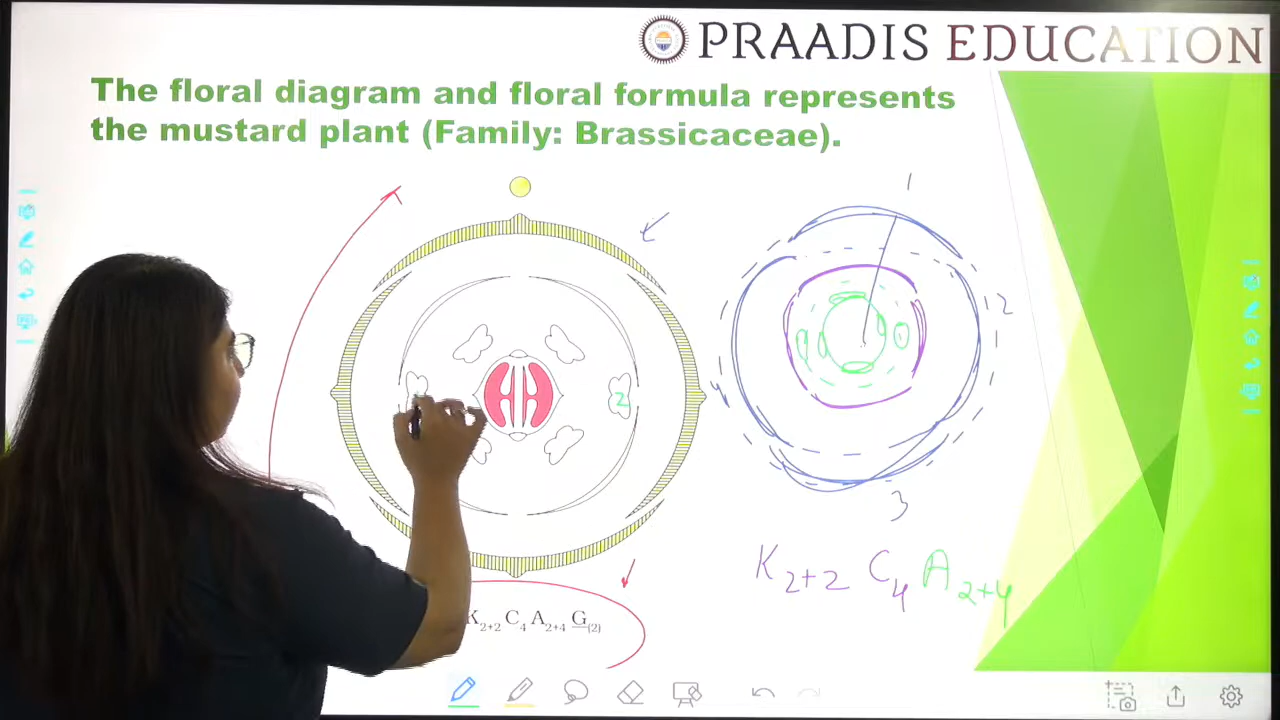 PRAADIS EDUCATION
The floral diagram and floral formula represents
the mustard plant (Family: Brassicaceae).
1
2
3
4
2
K2+2 C4 A2+4
K2+2 C4 A2+4 G(2)